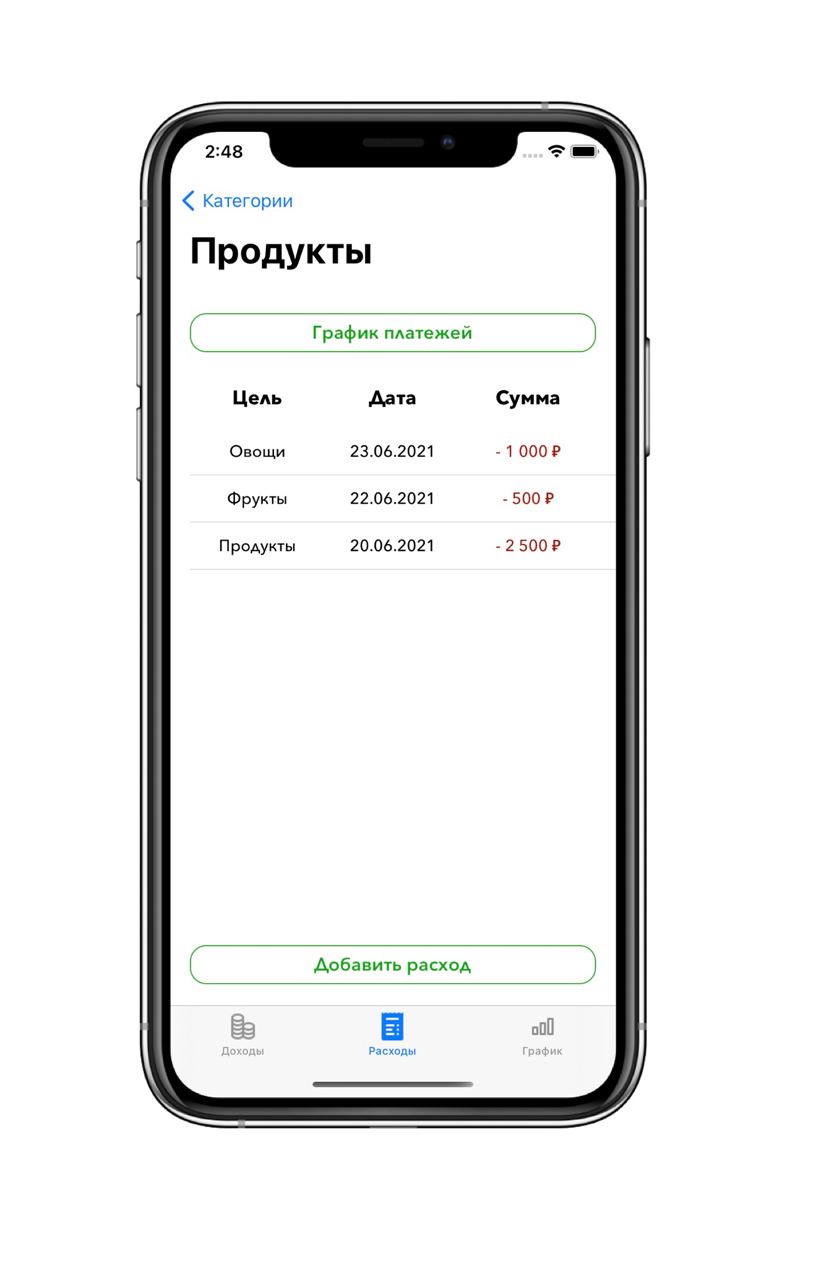 2:48
Категории
Продукты
График платежей
Цель Дата Сумма
Овощи 23.06.2021 - 1 000 ₽
Фрукты 22.06.2021 - 500 ₽
Продукты 20.06.2021 - 2 500 ₽
Добавить расход
Доходы Расходы График